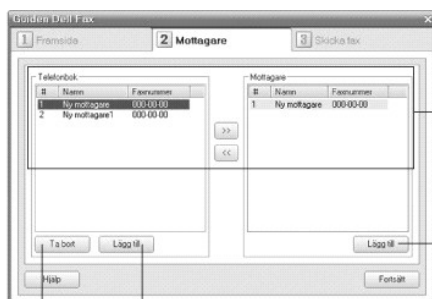 Guiden Dell Fax
1 Framsida
2 Mottagare
3 Skicka fax
Telefonbok
# Namn Faxnummer
1 Ny mottagare 000-00-00
2 Ny mottagare1 000-00-00
>>
<<
Mottagare
# Namn Faxnummer
1 Ny mottagare 000-00-00
Ta bort
Lägg till
Lägg till
Hjälp
Fortsätt